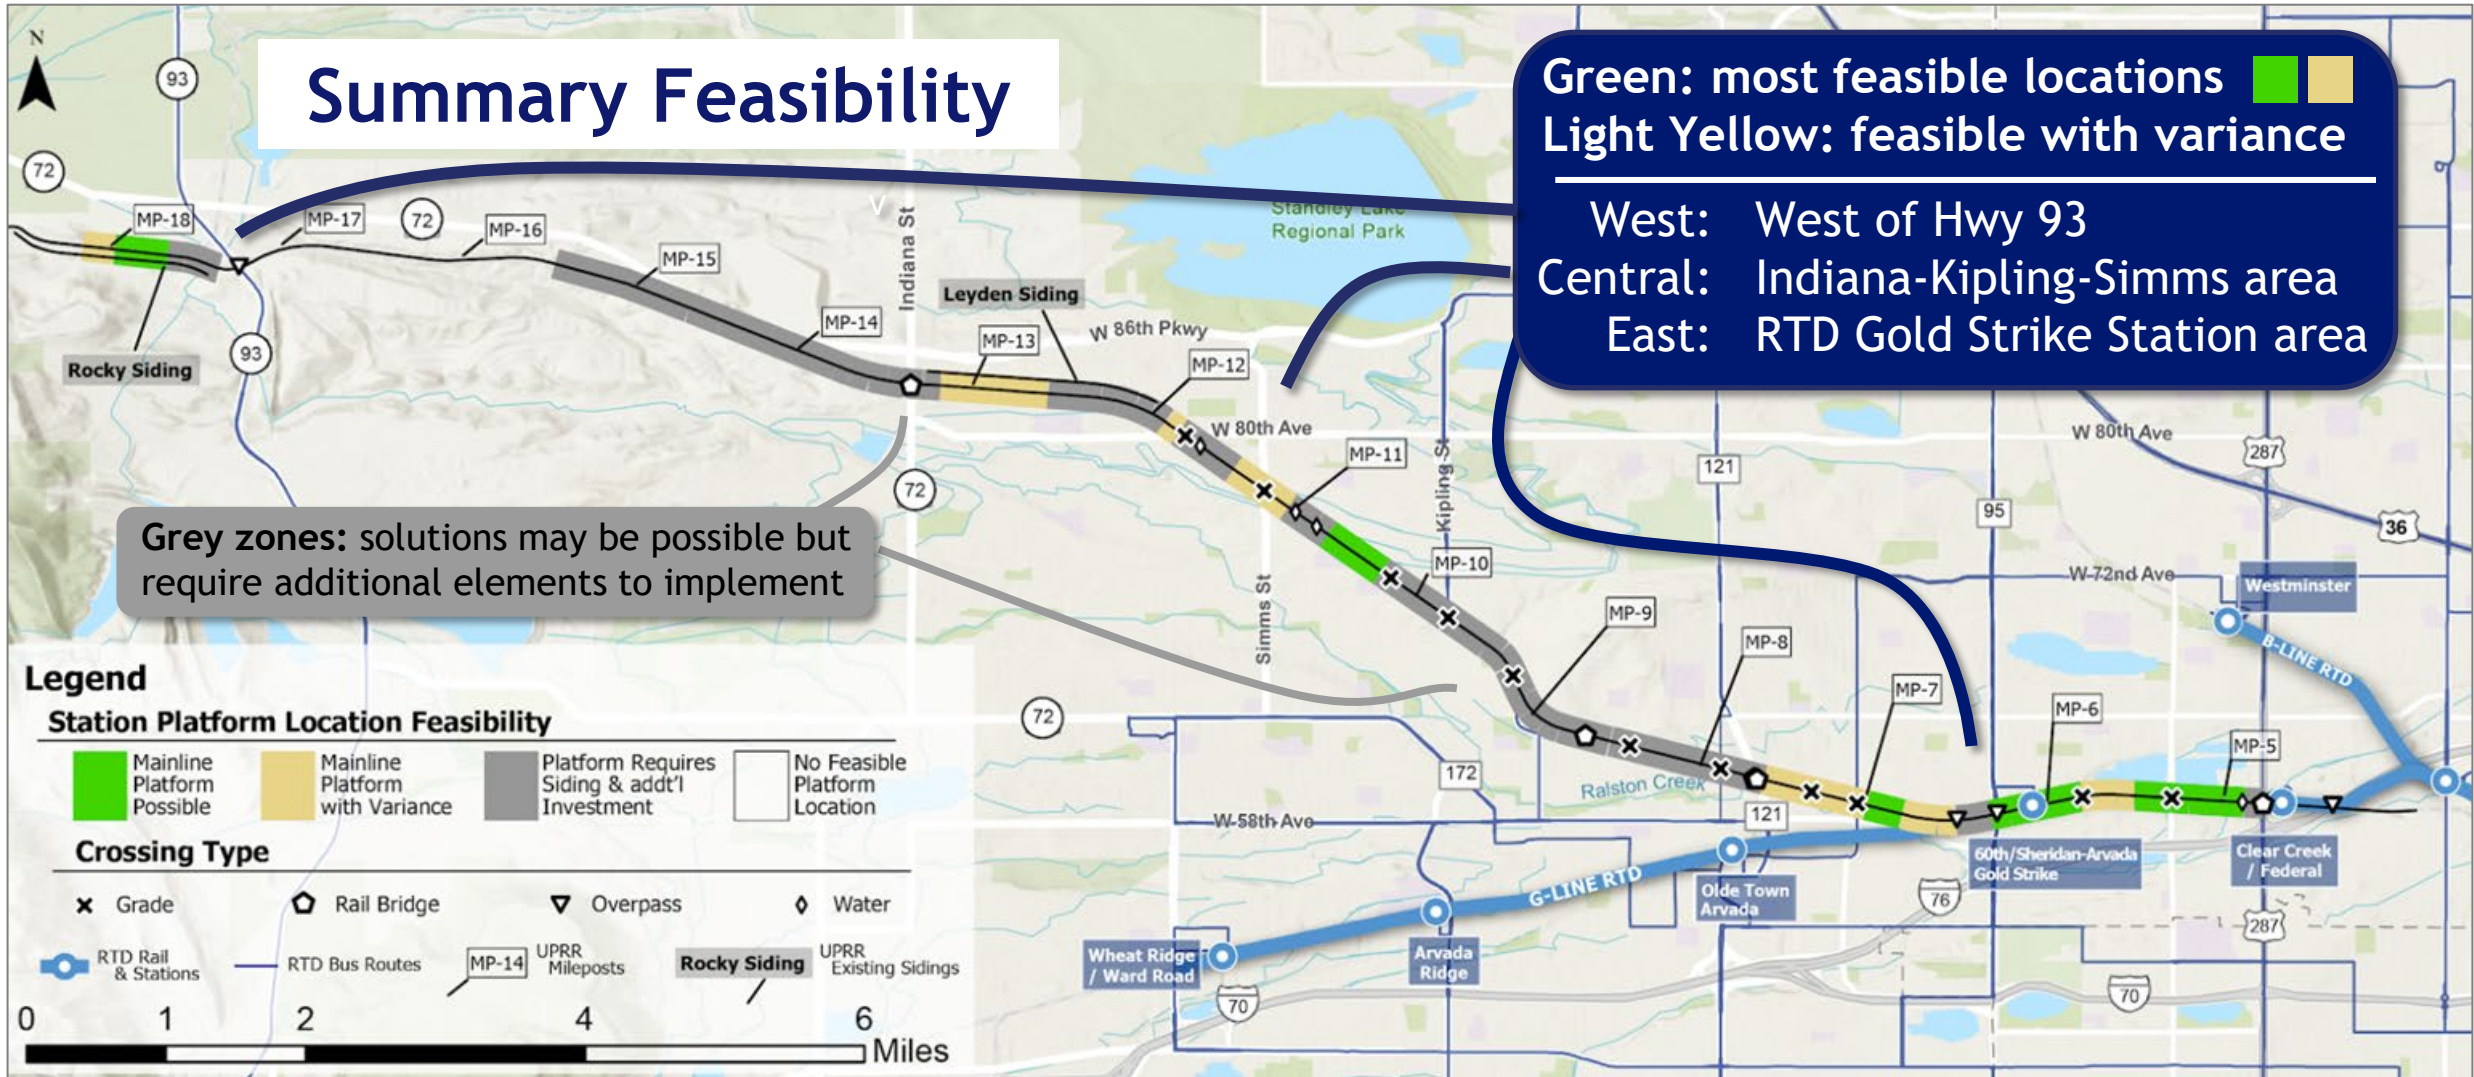 Summary Feasibility
Green: most feasible locations
Light Yellow: feasible with variance
West: West of Hwy 93
Central: Indiana-Kipling-Simms area
East: RTD Gold Strike Station area
N
93
72
MP-18
MP-17
72
MP-16
MP-15
MP-14
Indiana St
V
Standley Lake
Regional Park
Leyden Siding
MP-13
W 86th Pkwy
MP-12
93
Rocky Siding
W 80th Ave
MP-11
Kipling St
72
121
W 80th Ave
287
95
36
Grey zones: solutions may be possible but
require additional elements to implement
MP-10
Simms St
W 72nd Ave
Westminster
MP-9
MP-8
B-LINE RTD
MP-7
MP-6
MP-5
72
172
Ralston Creek
121
W 58th Ave
60th/Sheridan-Arvada
Gold Strike
Clear Creek
/ Federal
G-LINE RTD
Olde Town
Arvada
76
287
Wheat Ridge
/ Ward Road
Arvada
Ridge
70
70
Legend
Station Platform Location Feasibility
Mainline
Platform
Possible
Mainline
Platform
with Variance
Platform Requires
Siding & addt'l
Investment
No Feasible
Platform
Location
Crossing Type
Grade
Rail Bridge
Overpass
Water
RTD Rail
& Stations
RTD Bus Routes
MP-14
UPRR
Mileposts
Rocky Siding
UPRR
Existing Sidings
0 1 2 4 6
Miles